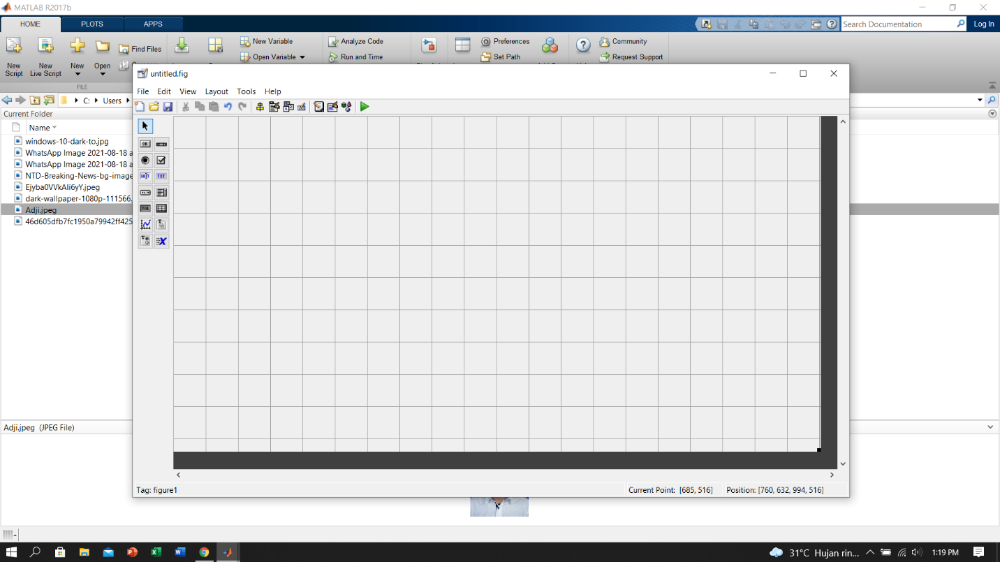 MATLAB R2017b
HOME PLOTS APPS
Search Documentation
Log In
New Script
New Live Script
New
Open
Find Files
New Variable
Open Variable
Analyze Code
Run and Time
Preferences
Set Path
Community
Request Support
FILE
C: Users
Current Folder
Name
windows-10-dark-to.jpg
WhatsApp Image 2021-08-18 a
WhatsApp Image 2021-08-18 a
NTD-Breaking-News-bg-image
Ejyba0VVkAIi6yY.jpeg
dark-wallpaper-1080p-111566.
Adji.jpeg
46d605dfb7fc1950a79942ff425
Adji.jpeg (JPEG File)
untitled.fig
File Edit View Layout Tools Help
OK
EDIT TXT
TGL
Tag: figure1
Current Point: [685, 516]
Position: [760, 632, 994, 516]
31°C Hujan rin...
1:19 PM